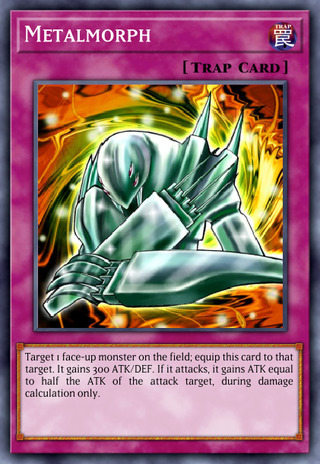 Metalmorph
TRAP
罠
[Trap Card]
Target 1 face-up monster on the field; equip this card to that
target. It gains 300 ATK/DEF. If it attacks, it gains ATK equal
to half the ATK of the attack target, during damage
calculation only.